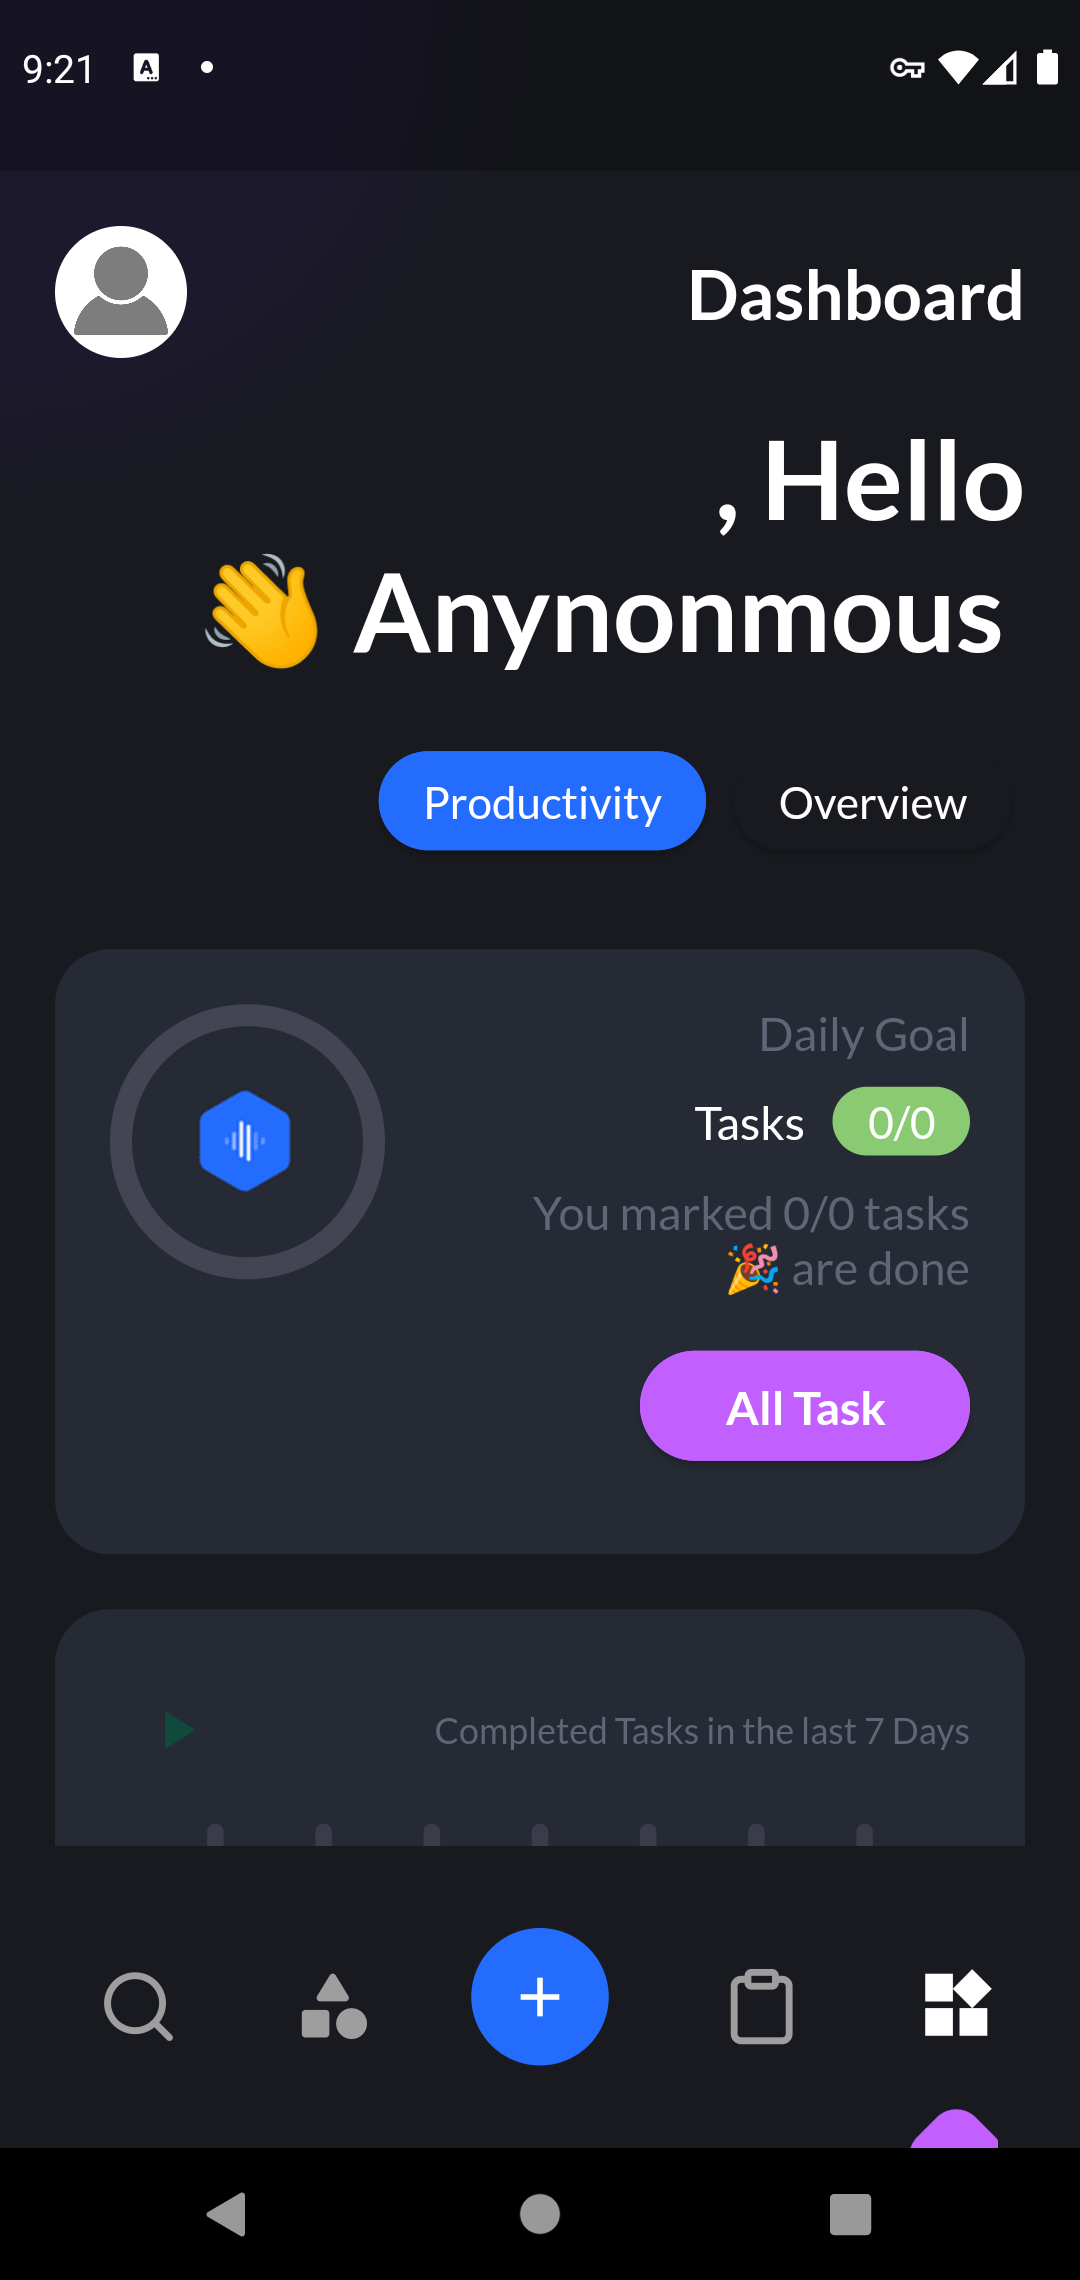 9:21
Dashboard
, Hello
👋 Anynonmous
Productivity
Overview
Daily Goal
Tasks 0/0
You marked 0/0 tasks
🎉 are done
All Task
Completed Tasks in the last 7 Days